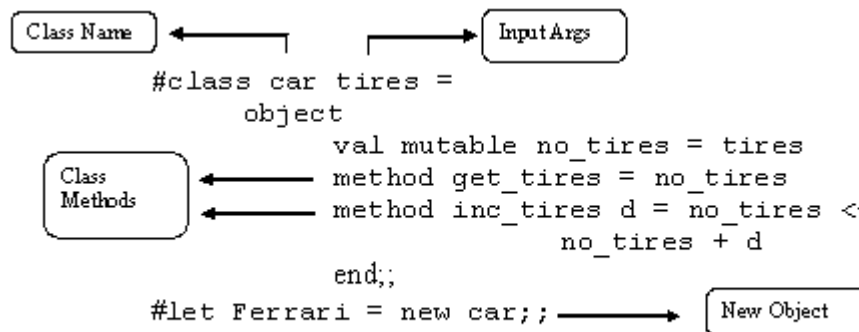 Class Name
Input Args
#class car tires =
object
val mutable no_tires = tires
Class
Methods
method get_tires = no_tires
method inc_tires d = no_tires <
no_tires + d
end;;
#let Ferrari = new car;;
New Object